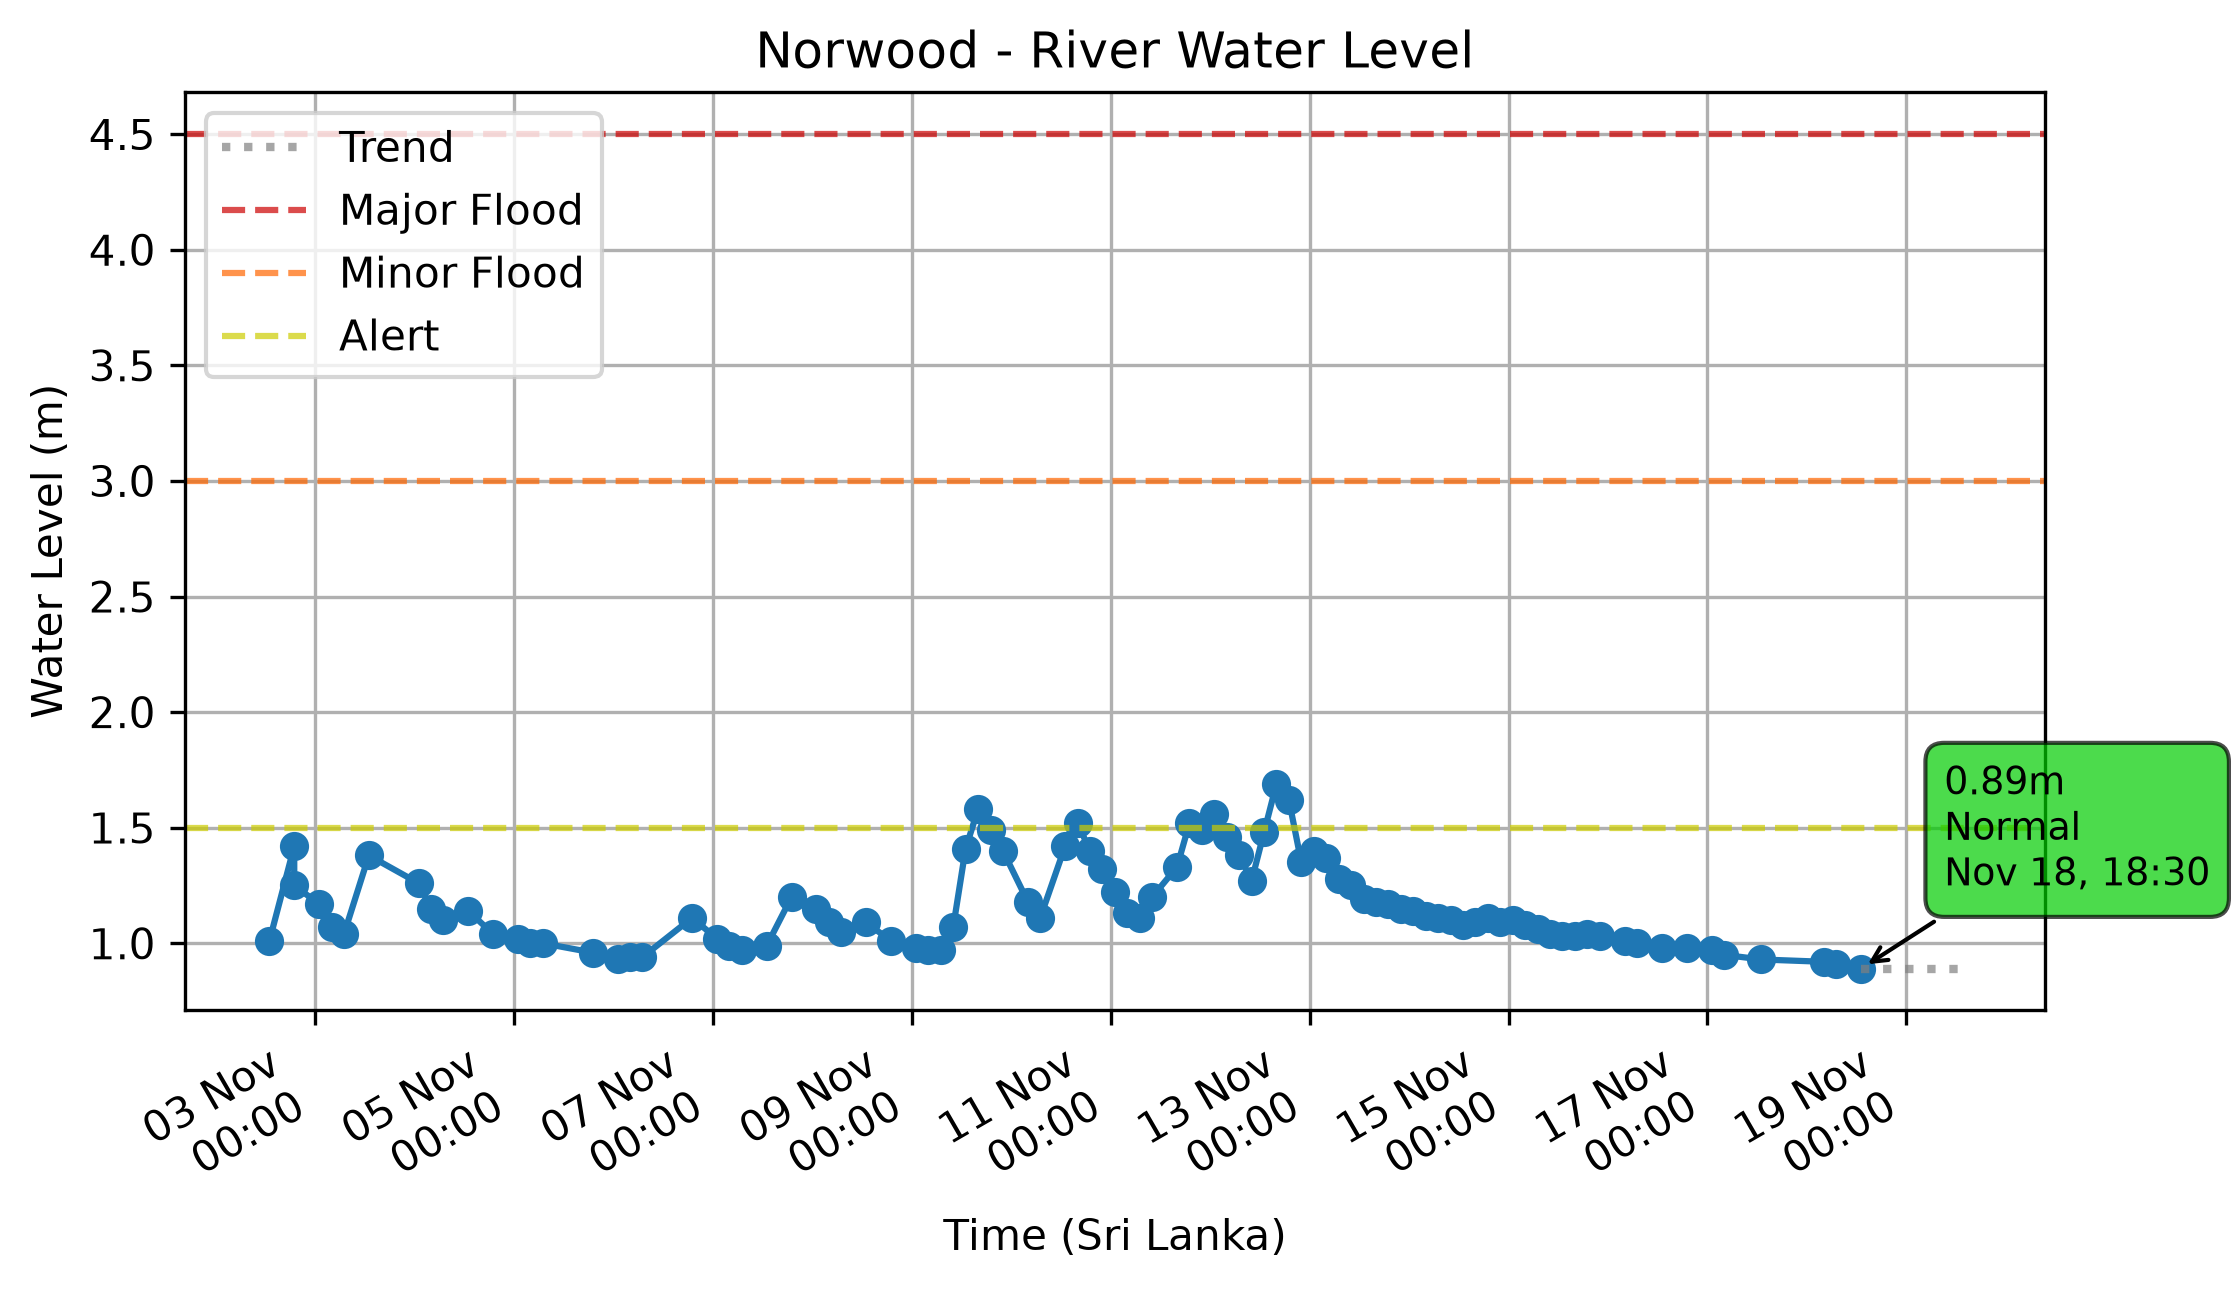 Norwood - River Water Level
Water Level (m)
4.5
4.0
3.5
3.0
2.5
2.0
1.5
1.0
Trend
Major Flood
Minor Flood
Alert
0.89m
Normal
Nov 18, 18:30
03 Nov
00:00
05 Nov
00:00
07 Nov
00:00
09 Nov
00:00
11 Nov
00:00
13 Nov
00:00
15 Nov
00:00
17 Nov
00:00
19 Nov
00:00
Time (Sri Lanka)